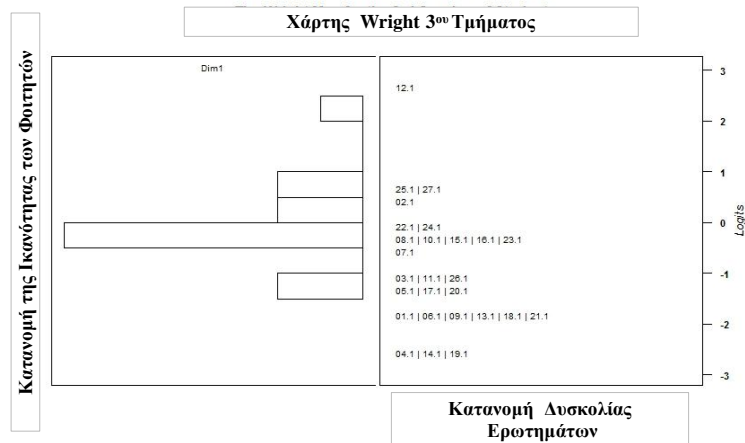 Χάρτης Wright 3ου Τμήματος
Κατανομή της Ικανότητας των Φοιτητών
Dim1
12.1
25.1 | 27.1
02.1
22.1 | 24.1
08.1 | 10.1 | 15.1 | 16.1 | 23.1
07.1
03.1 | 11.1 | 26.1
05.1 | 17.1 | 20.1
01.1 | 06.1 | 09.1 | 13.1 | 18.1 | 21.1
04.1 | 14.1 | 19.1
3
2
1
0
-1
-2
-3
Logits
Κατανομή Δυσκολίας
Ερωτημάτων